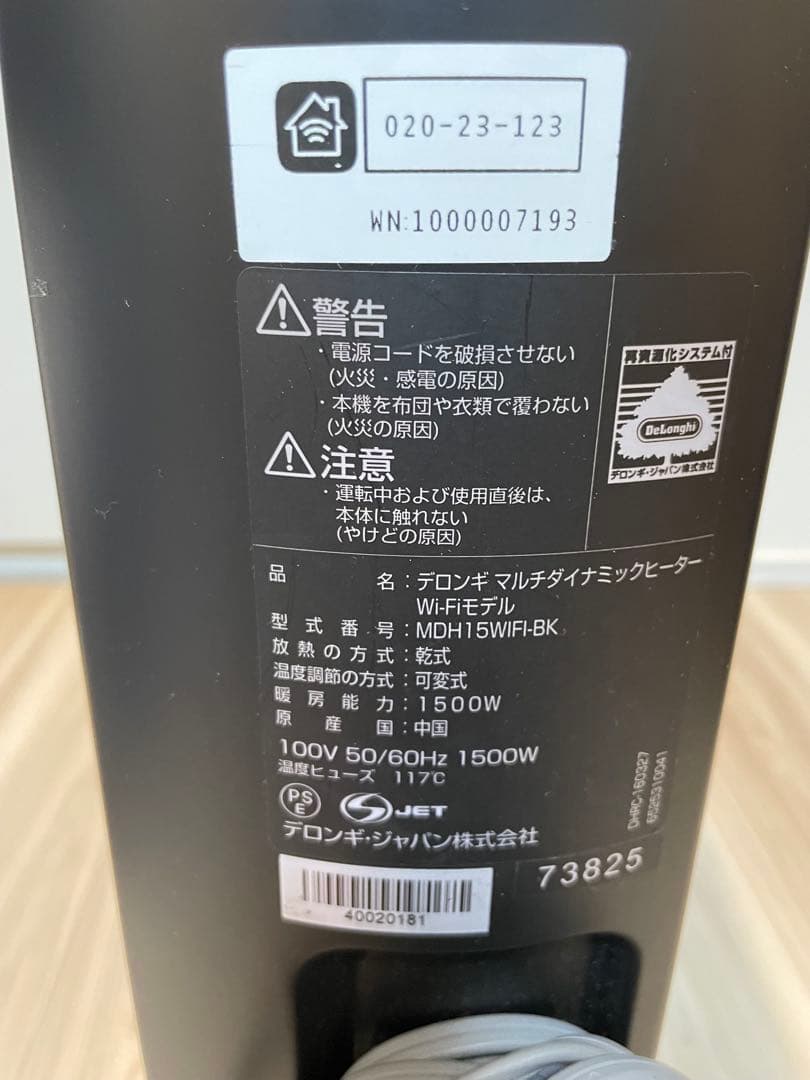 020-23-123
WN:1000007193
警告
・電源コードを破損させない
(火災・感電の原因)
・本機を布団や衣類で覆わない
(火災の原因)
注意
・運転中および使用直後は、
本体に触れない
(やけどの原因)
再資源化システム付
DeLonghi
デロンギ・ジャパン株式会社
品名：デロンギ マルチダイナミックヒーター
Wi-Fiモデル
型式番号：MDH15WIFI-BK
放熱の方式：乾式
温度調節の方式：可変式
暖房能力：1500W
原産国：中国
100V 50/60Hz 1500W
温度ヒューズ 117℃
PSE
JET
デロンギ・ジャパン株式会社
DHRC-160327
6525310041
73825
40020181